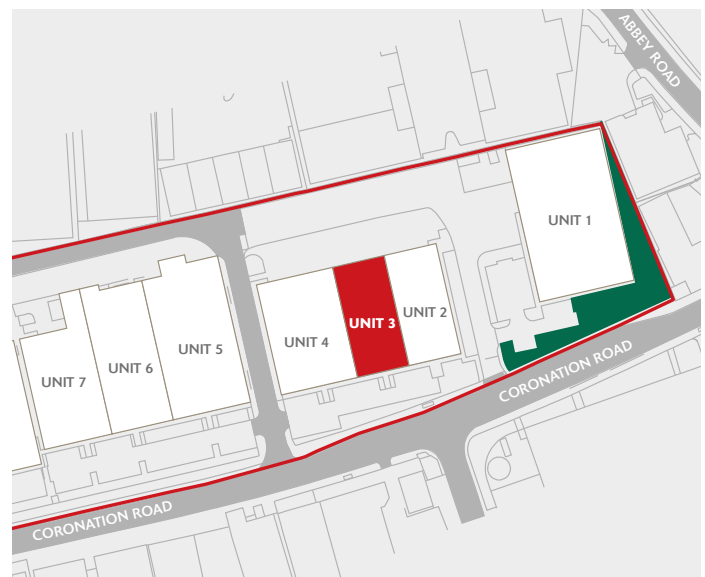 ABBEY ROAD
UNIT 1
UNIT 2
UNIT 3
UNIT 4
UNIT 5
UNIT 6
UNIT 7
CORONATION ROAD
CORONATION ROAD